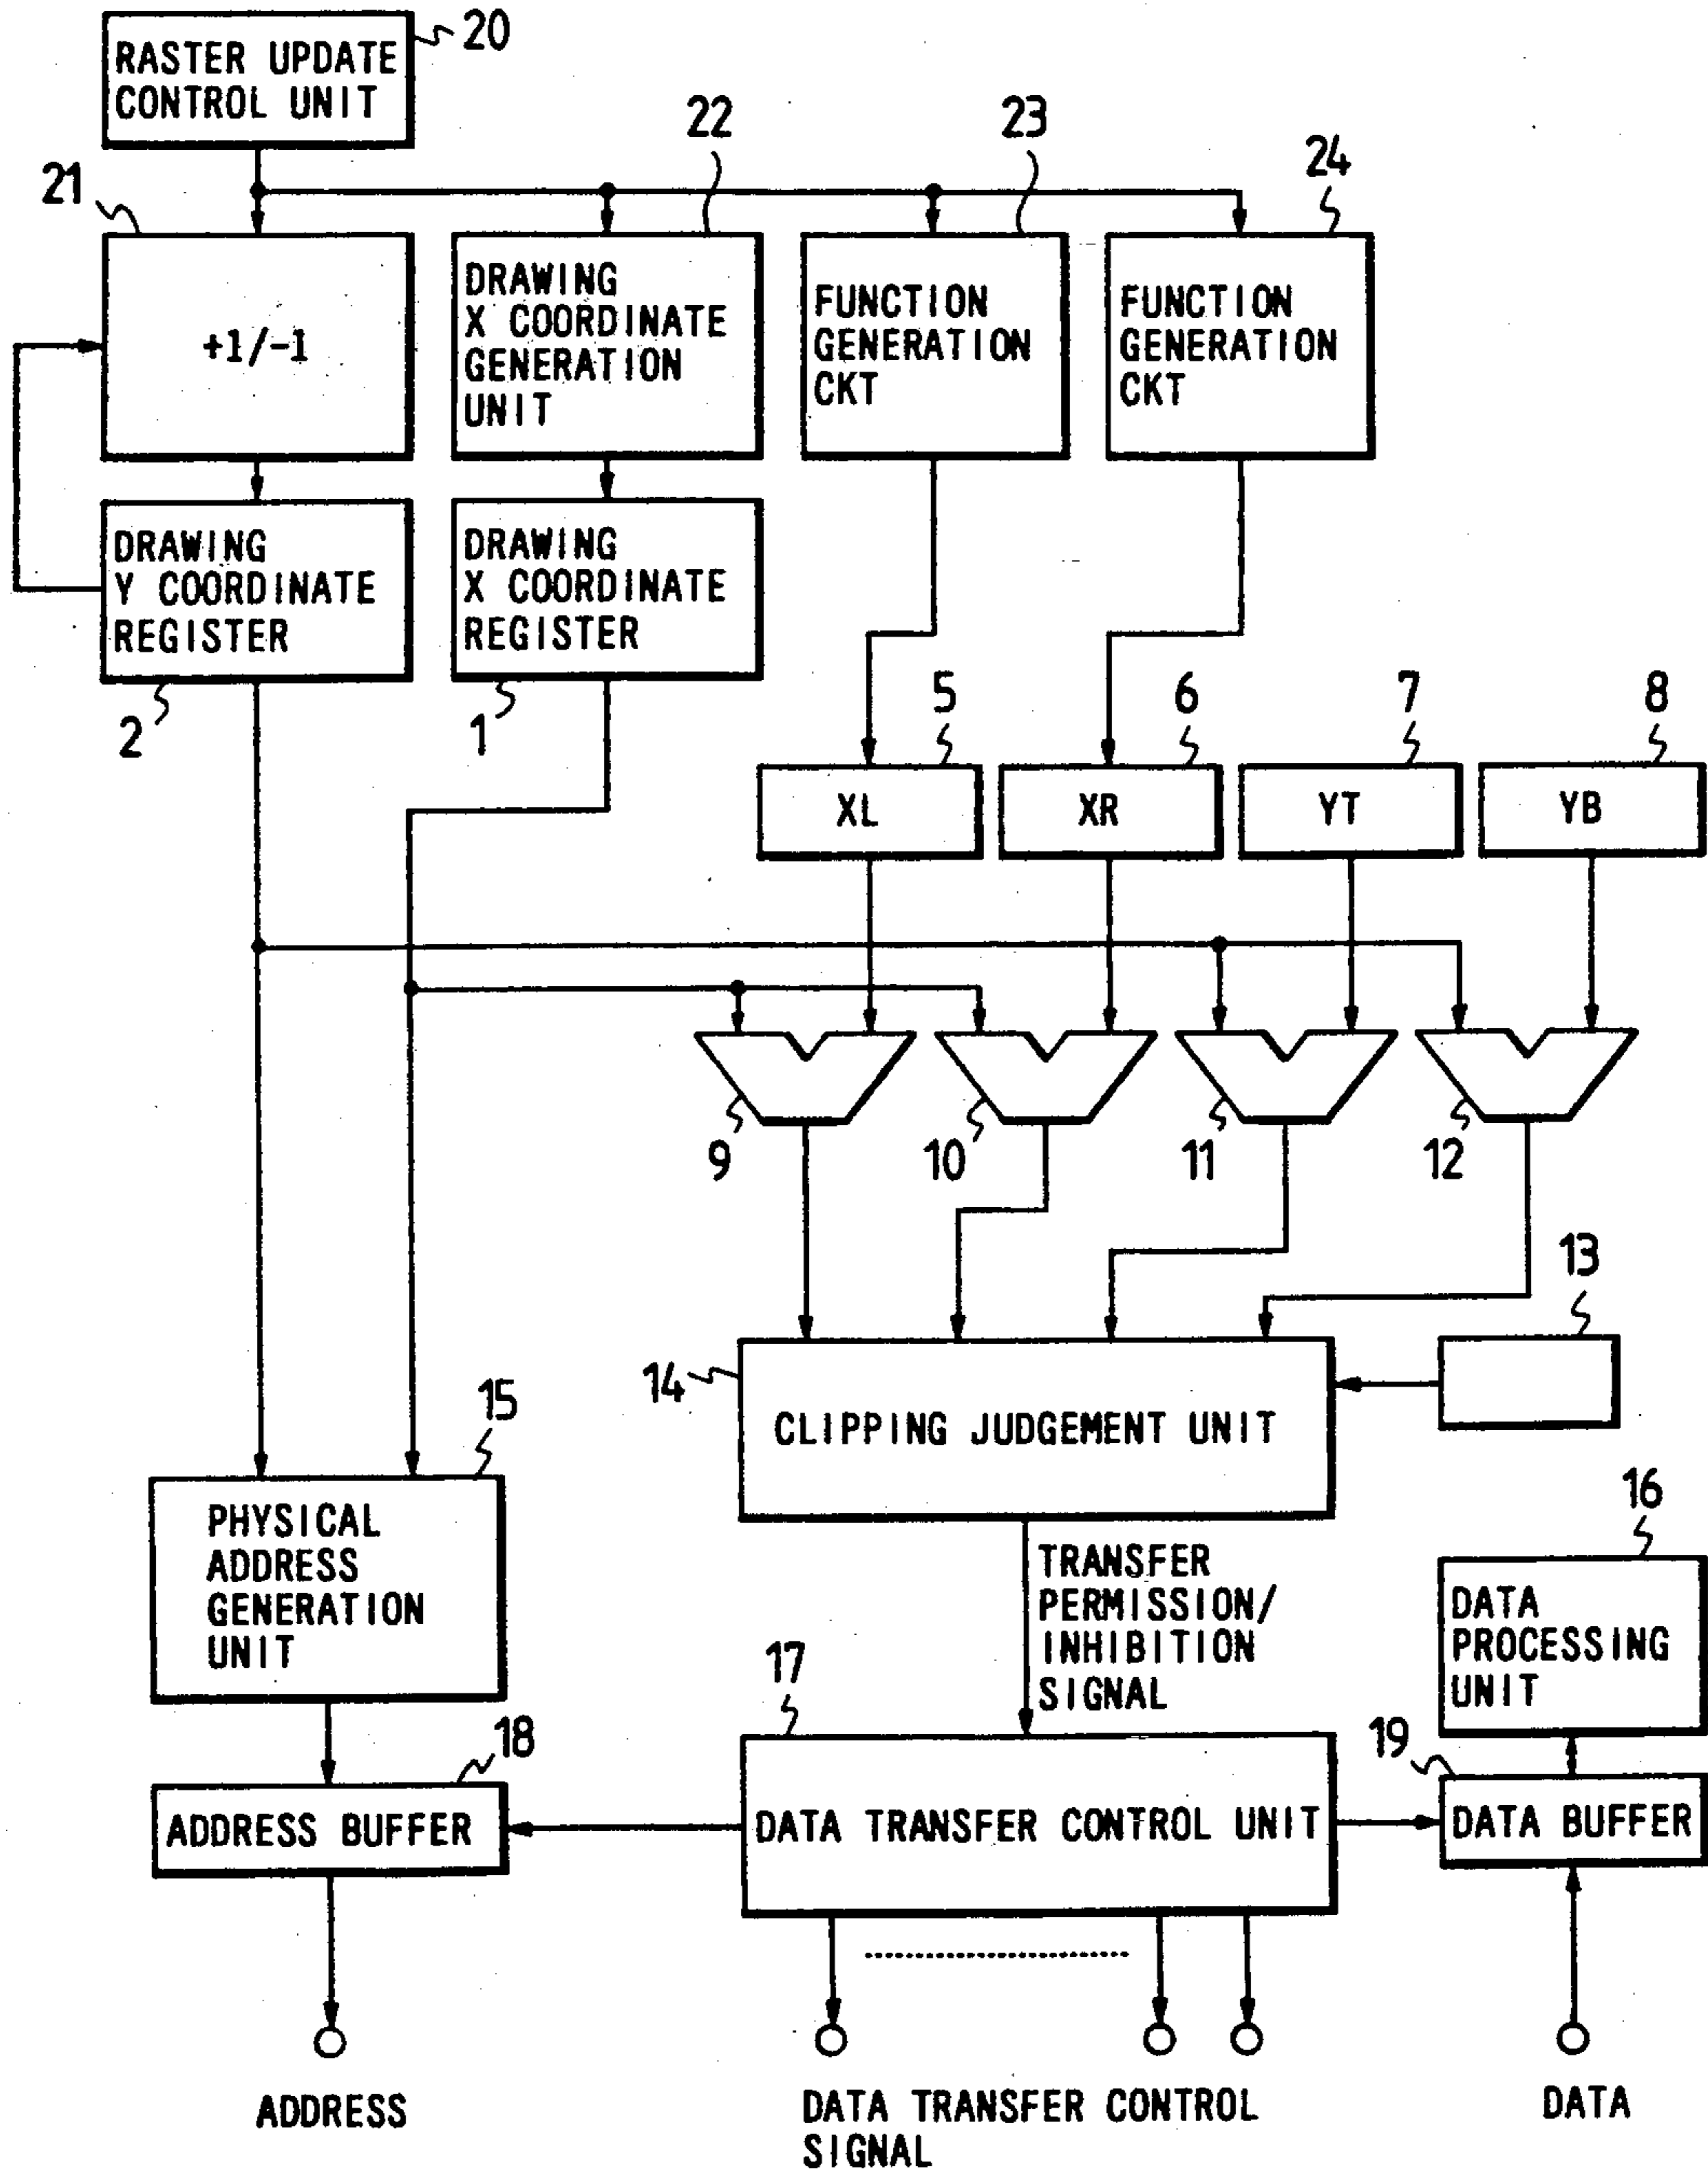 RASTER UPDATE
CONTROL UNIT
20
21
22
23
24
+1/-1
DRAWING
X COORDINATE
GENERATION
UNIT
FUNCTION
GENERATION
CKT
FUNCTION
GENERATION
CKT
DRAWING
Y COORDINATE
REGISTER
DRAWING
X COORDINATE
REGISTER
2
1
5
6
7
8
XL
XR
YT
YB
9
10
11
12
13
14
CLIPPING JUDGEMENT UNIT
15
PHYSICAL
ADDRESS
GENERATION
UNIT
TRANSFER
PERMISSION/
INHIBITION
SIGNAL
16
DATA
PROCESSING
UNIT
17
18
19
ADDRESS BUFFER
DATA TRANSFER CONTROL UNIT
DATA BUFFER
ADDRESS
DATA TRANSFER CONTROL
SIGNAL
DATA